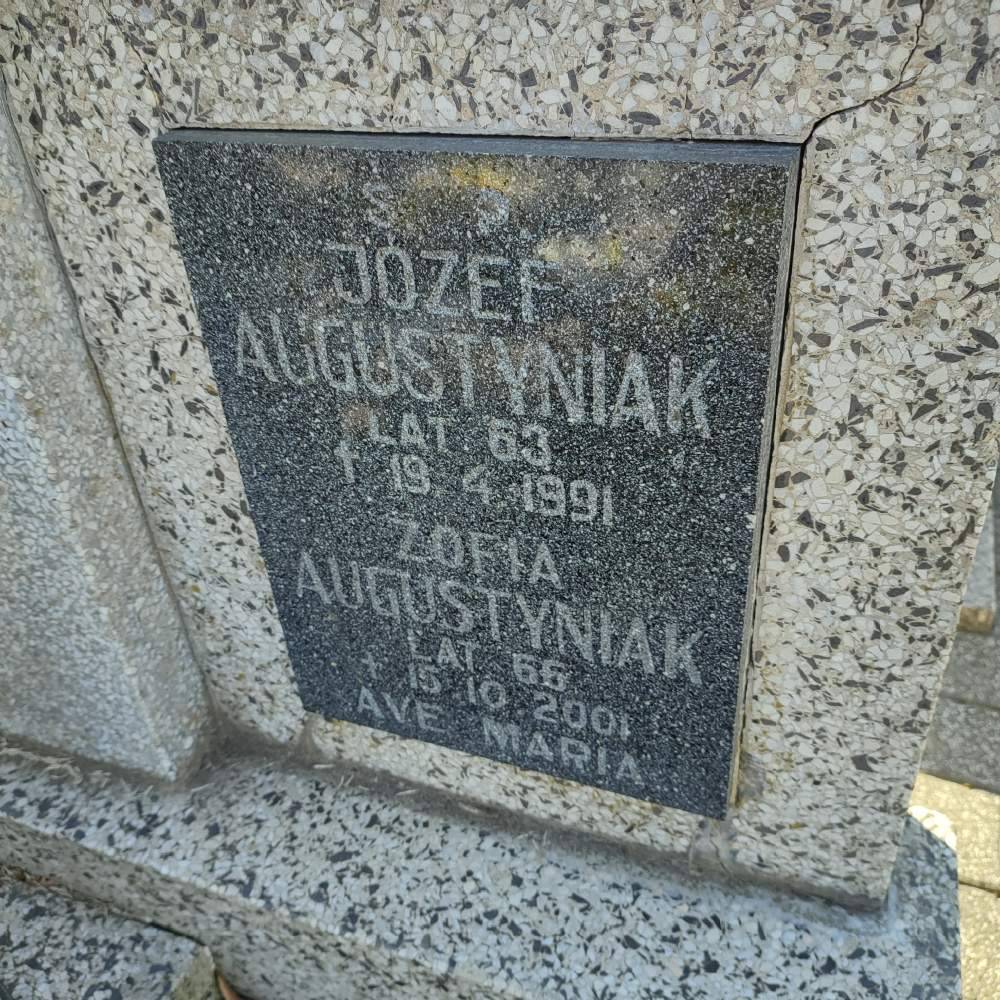 Ś P
JÓZEF
AUGUSTYNIAK
LAT 63
† 19 4 1991
ZOFIA
AUGUSTYNIAK
LAT 66
† 15 10 2001
AVE MARIA